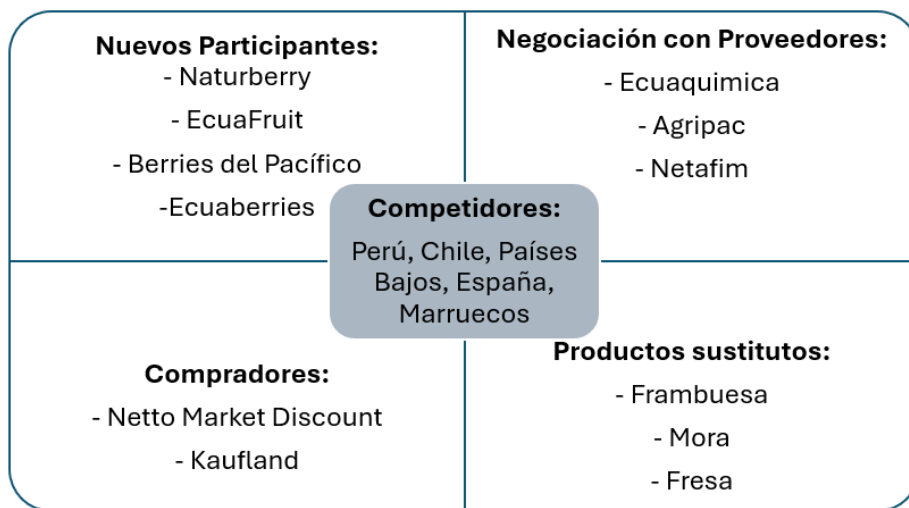 Nuevos Participantes:
- Naturberry
- EcuaFruit
- Berries del Pacífico
-Ecuaberries
Negociación con Proveedores:
- Ecuaquimica
- Agripac
- Netafim
Competidores:
Perú, Chile, Países
Bajos, España,
Marruecos
Compradores:
- Netto Market Discount
- Kaufland
Productos sustitutos:
- Frambuesa
- Mora
- Fresa